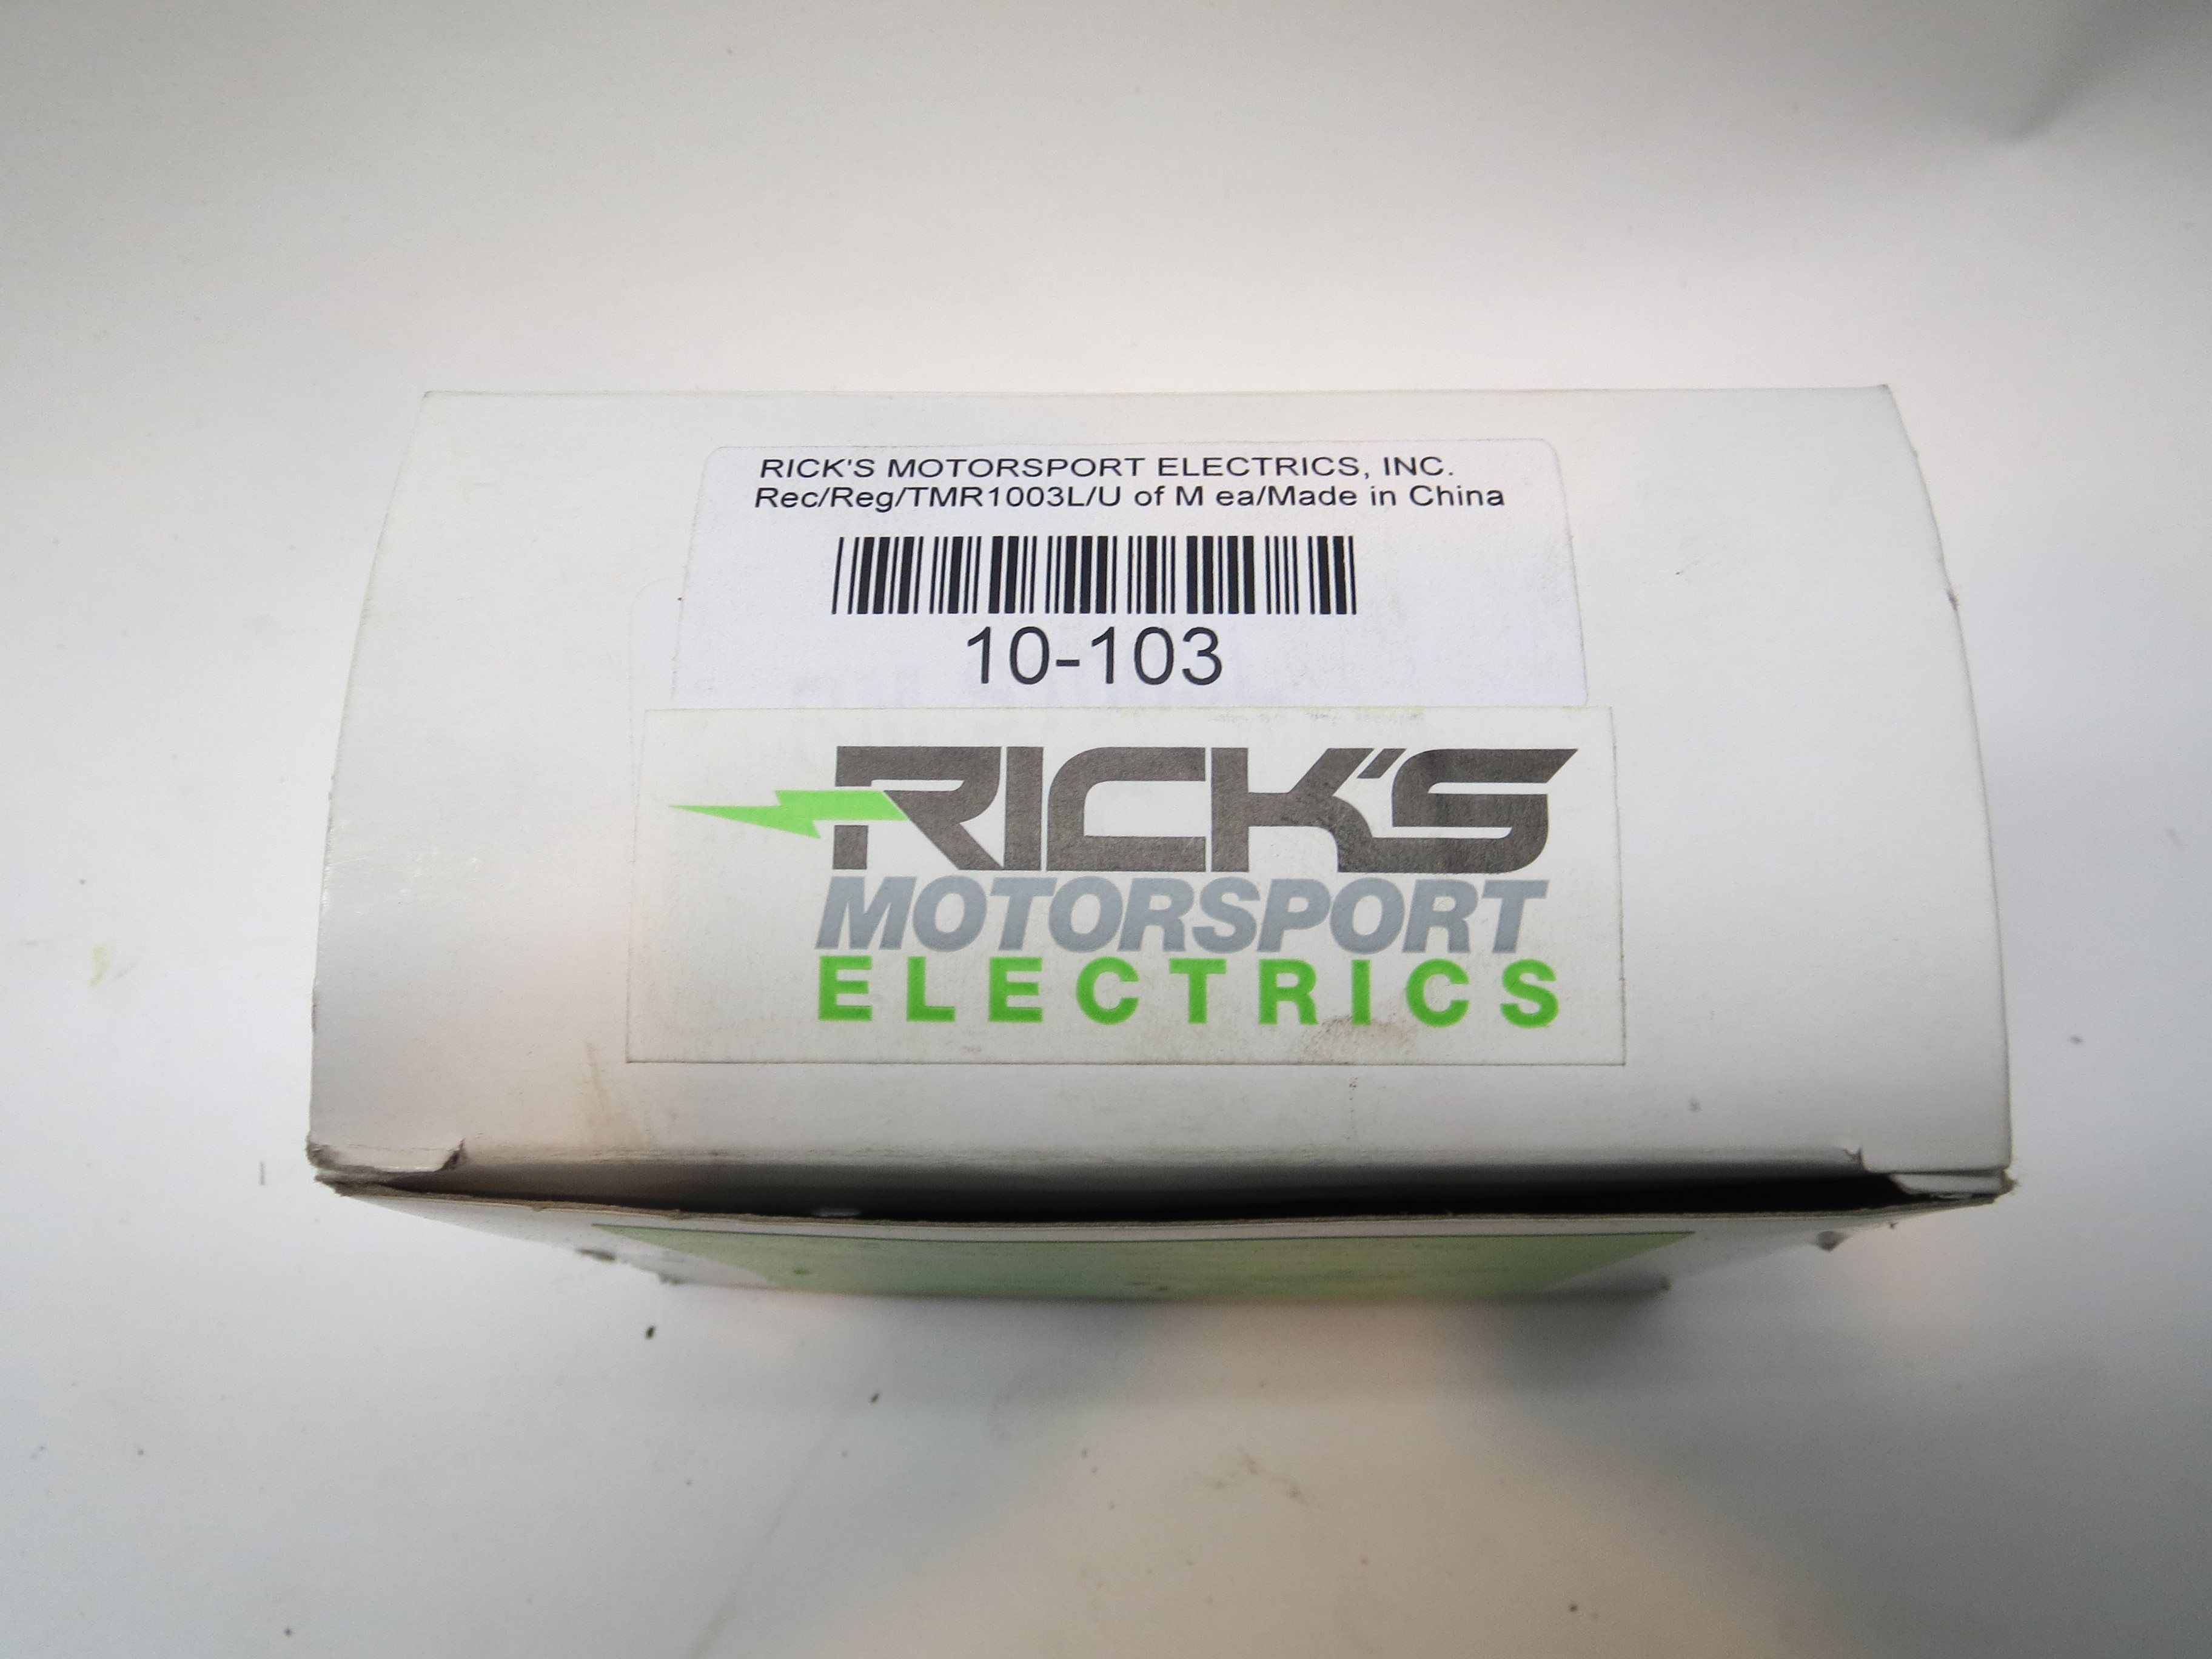 RICK'S MOTORSPORT ELECTRICS, INC.
Rec/Reg/TMR1003L/U of M ea/Made in China
10-103
RICK'S
MOTORSPORT
ELECTRICS